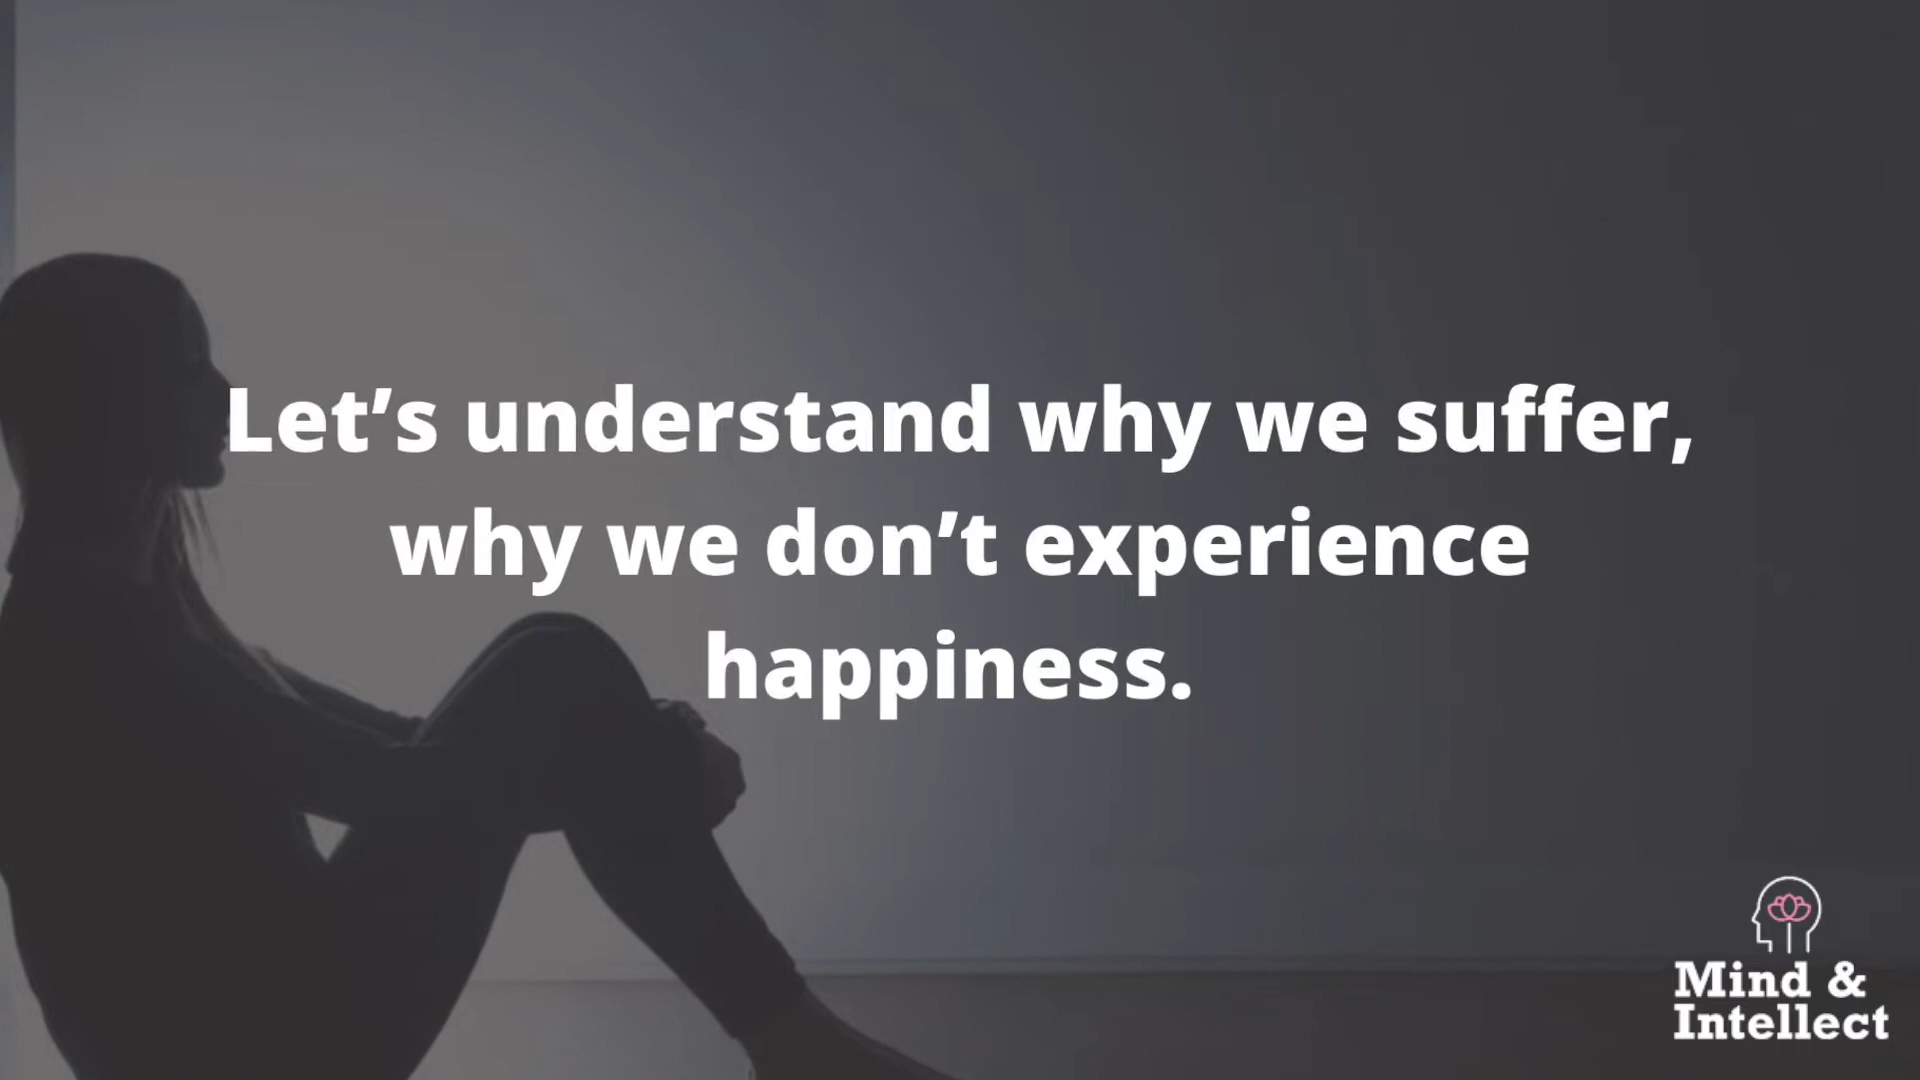 Let’s understand why we suffer,
why we don’t experience
happiness.
Mind &
Intellect